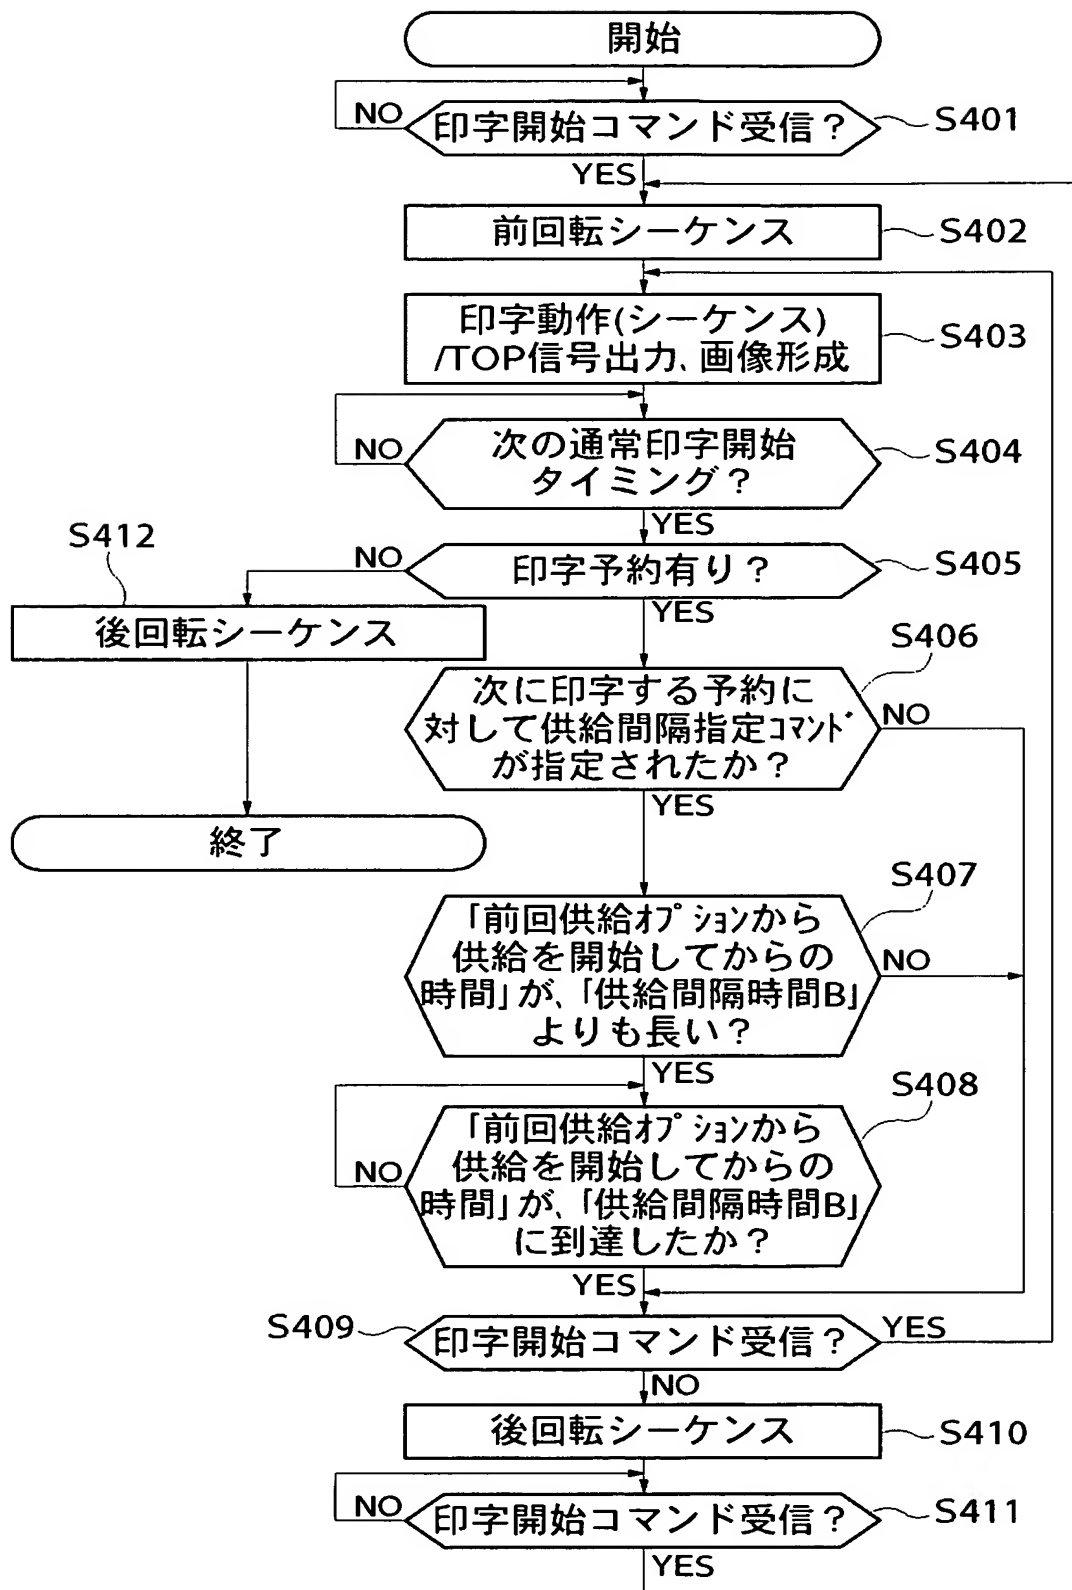 開始
NO
印字開始コマンド受信？
S401
YES
前回転シーケンス
S402
印字動作(シーケンス)
/TOP信号出力、画像形成
S403
NO
次の通常印字開始
タイミング？
S404
YES
S412
NO
印字予約有り？
S405
YES
後回転シーケンス
S406
次に印字する予約に
対して供給間隔指定ｺﾏﾝﾄﾞ
が指定されたか？
NO
YES
終了
S407
「前回供給ｵﾌﾟｼｮﾝから
供給を開始してからの
時間」が、「供給間隔時間B」
よりも長い？
NO
YES
S408
「前回供給ｵﾌﾟｼｮﾝから
供給を開始してからの
時間」が、「供給間隔時間B」
に到達したか？
NO
YES
S409
印字開始コマンド受信？
YES
NO
後回転シーケンス
S410
NO
印字開始コマンド受信？
S411
YES